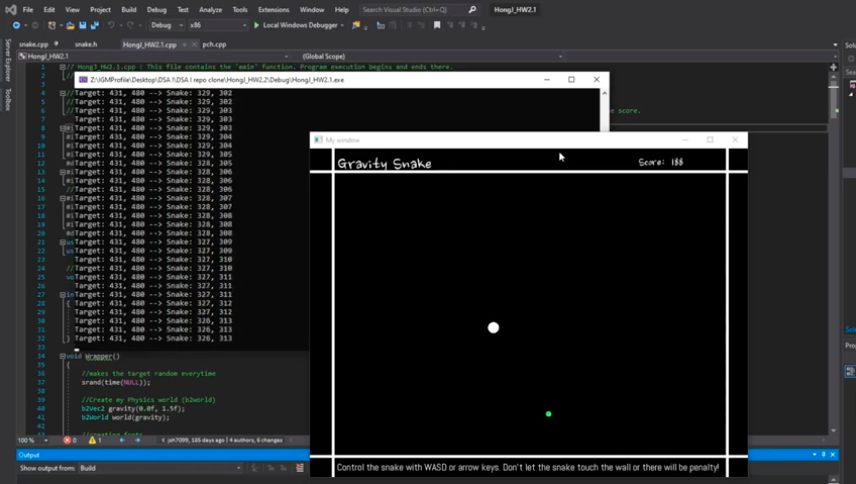 File Edit View Git Project Build Debug Test Analyze Tools Extensions Window Help Search Visual Studio (Ctrl+Q) HongJ_HW2.1
Debug x86 Local Windows Debugger
snake.cpp snake.h HongJ_HW2.1.cpp pch.cpp
HongJ_HW2.1 (Global Scope)
Server Explorer
Toolbox
// HongJ_HW2.1.cpp : This file contains the 'main' function. Program execution begins and ends there.
Z:\IGMProfile\Desktop\DSA I\DSA I repo clone\HongJ_HW2.2\Debug\HongJ_HW2.1.exe
Target: 431, 480 --> Snake: 329, 302
Target: 431, 480 --> Snake: 329, 302
Target: 431, 480 --> Snake: 329, 303
Target: 431, 480 --> Snake: 329, 303
Target: 431, 480 --> Snake: 329, 303
Target: 431, 480 --> Snake: 329, 304
Target: 431, 480 --> Snake: 329, 304
Target: 431, 480 --> Snake: 328, 305
Target: 431, 480 --> Snake: 328, 306
Target: 431, 480 --> Snake: 328, 306
Target: 431, 480 --> Snake: 328, 306
Target: 431, 480 --> Snake: 328, 307
Target: 431, 480 --> Snake: 328, 307
Target: 431, 480 --> Snake: 328, 308
Target: 431, 480 --> Snake: 328, 308
Target: 431, 480 --> Snake: 327, 309
Target: 431, 480 --> Snake: 327, 309
Target: 431, 480 --> Snake: 327, 310
Target: 431, 480 --> Snake: 327, 310
Target: 431, 480 --> Snake: 327, 311
Target: 431, 480 --> Snake: 327, 311
Target: 431, 480 --> Snake: 327, 311
Target: 431, 480 --> Snake: 327, 312
Target: 431, 480 --> Snake: 327, 312
Target: 431, 480 --> Snake: 326, 313
Target: 431, 480 --> Snake: 326, 313
Target: 431, 480 --> Snake: 326, 313
e score.
My window
Gravity Snake Score: 188
Control the snake with WASD or arrow keys. Don't let the snake touch the wall or there will be penalty!
34 void Wrapper()
35 {
36 //makes the target random everytime
37 srand(time(NULL));
38
39 //Create my Physics world (b2world)
40 b2Vec2 gravity(0.0f, 1.5f);
41 b2World world(gravity);
42
100 % 0 1 jsh7099, 185 days ago | 4 authors, 6 changes
Output
Show output from: Build